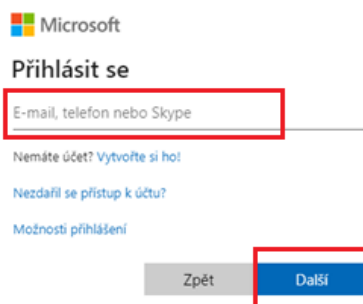 Microsoft
Přihlásit se
E-mail, telefon nebo Skype
Nemáte účet? Vytvořte si ho!
Nezdařil se přístup k účtu?
Možnosti přihlášení
Zpět Další